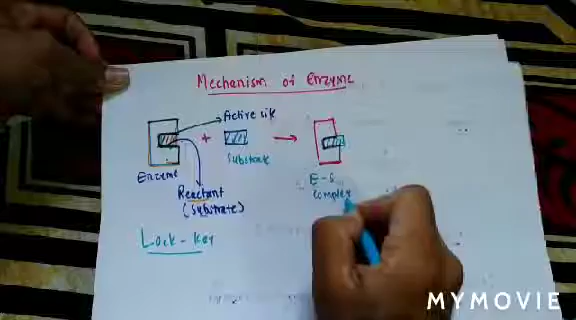 Mechanism of Enzyme
Active site
+
Substrate
Enzyme
Reactant
(Substrate)
E-S
Complex
Lock - Key
MYMOVIE